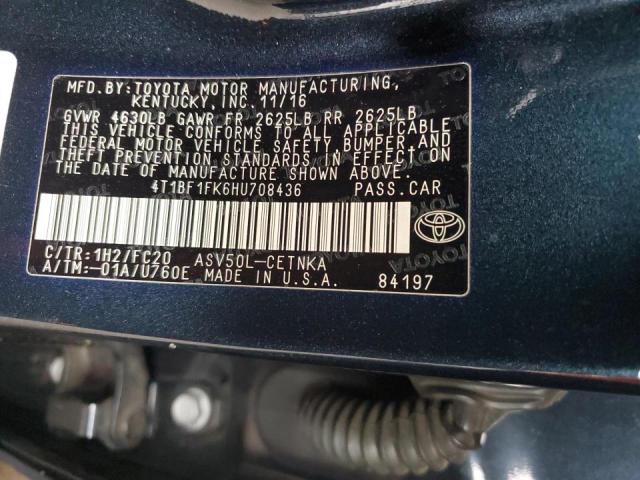 MFD.BY:TOYOTA MOTOR MANUFACTURING,
KENTUCKY, INC. 11/16
GVWR 4630LB GAWR FR 2625LB RR 2625LB
THIS VEHICLE CONFORMS TO ALL APPLICABLE
FEDERAL MOTOR VEHICLE SAFETY, BUMPER, AND
THEFT PREVENTION STANDARDS IN EFFECT ON
THE DATE OF MANUFACTURE SHOWN ABOVE.
4T1BF1FK6HU708436 PASS.CAR
C/TR:1H2/FC20 ASV50L-CETNKA
A/TM:-01A/U760E MADE IN U.S.A. 84197